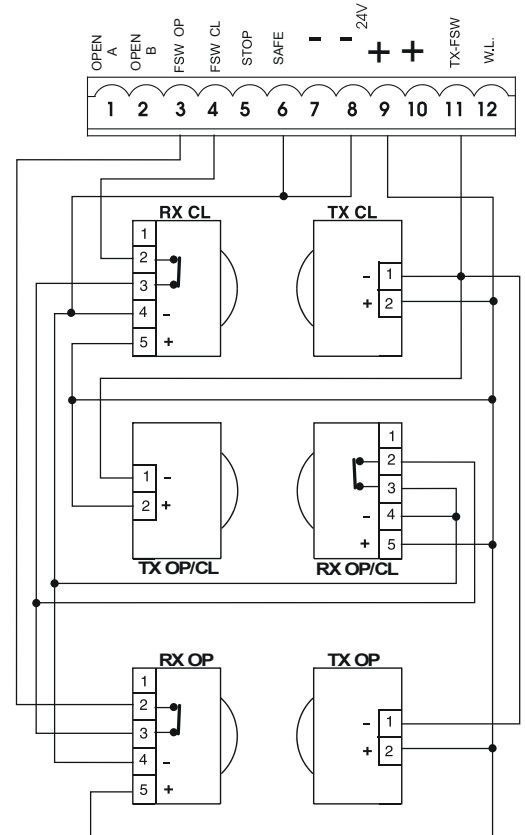 OPEN A
OPEN B
FSW OP
FSW CL
STOP
SAFE
-
-
24V
+
+
TX-FSW
W.L.
1 2 3 4 5 6 7 8 9 10 11 12
RX CL
1
2
3
4 -
5 +
TX CL
- 1
+ 2
1 -
2 +
TX OP/CL
1
2
3
- 4
+ 5
RX OP/CL
RX OP
1
2
3
4 -
5 +
TX OP
- 1
+ 2